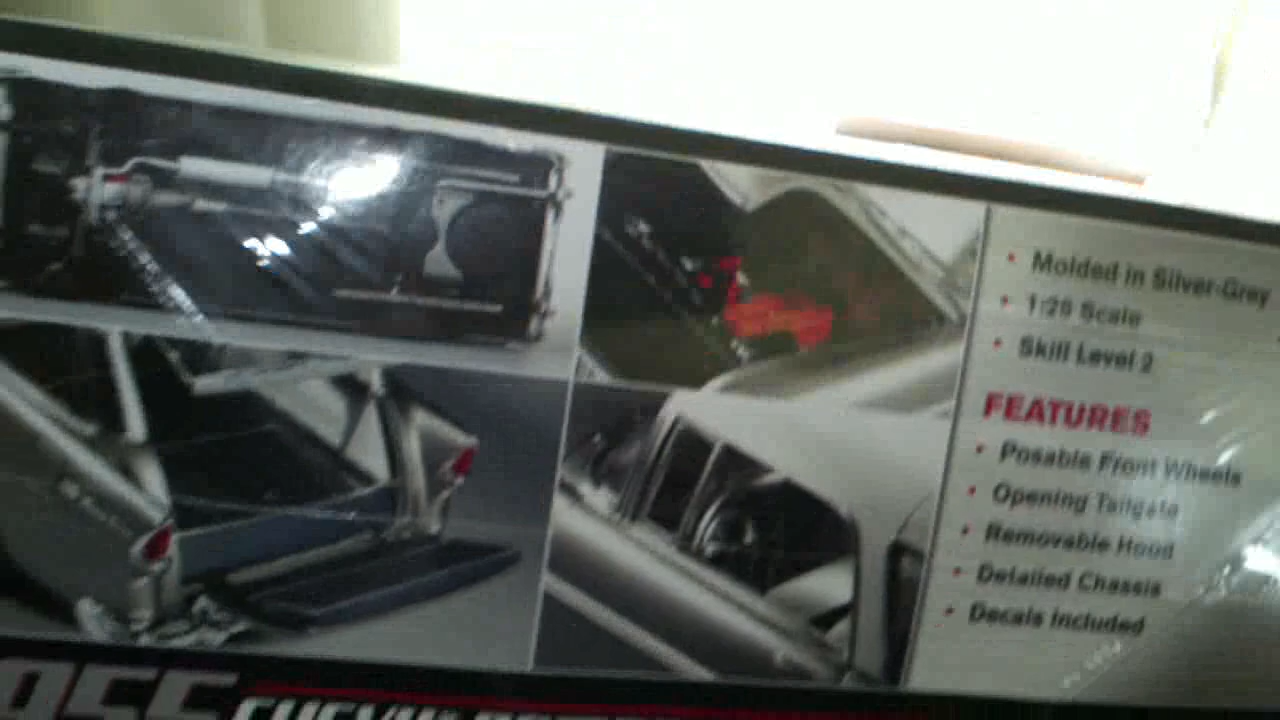 • Molded in Silver-Grey
• 1:25 Scale
• Skill Level 2
FEATURES
• Posable Front Wheels
• Opening Tailgate
• Removable Hood
• Detailed Chassis
• Decals Included